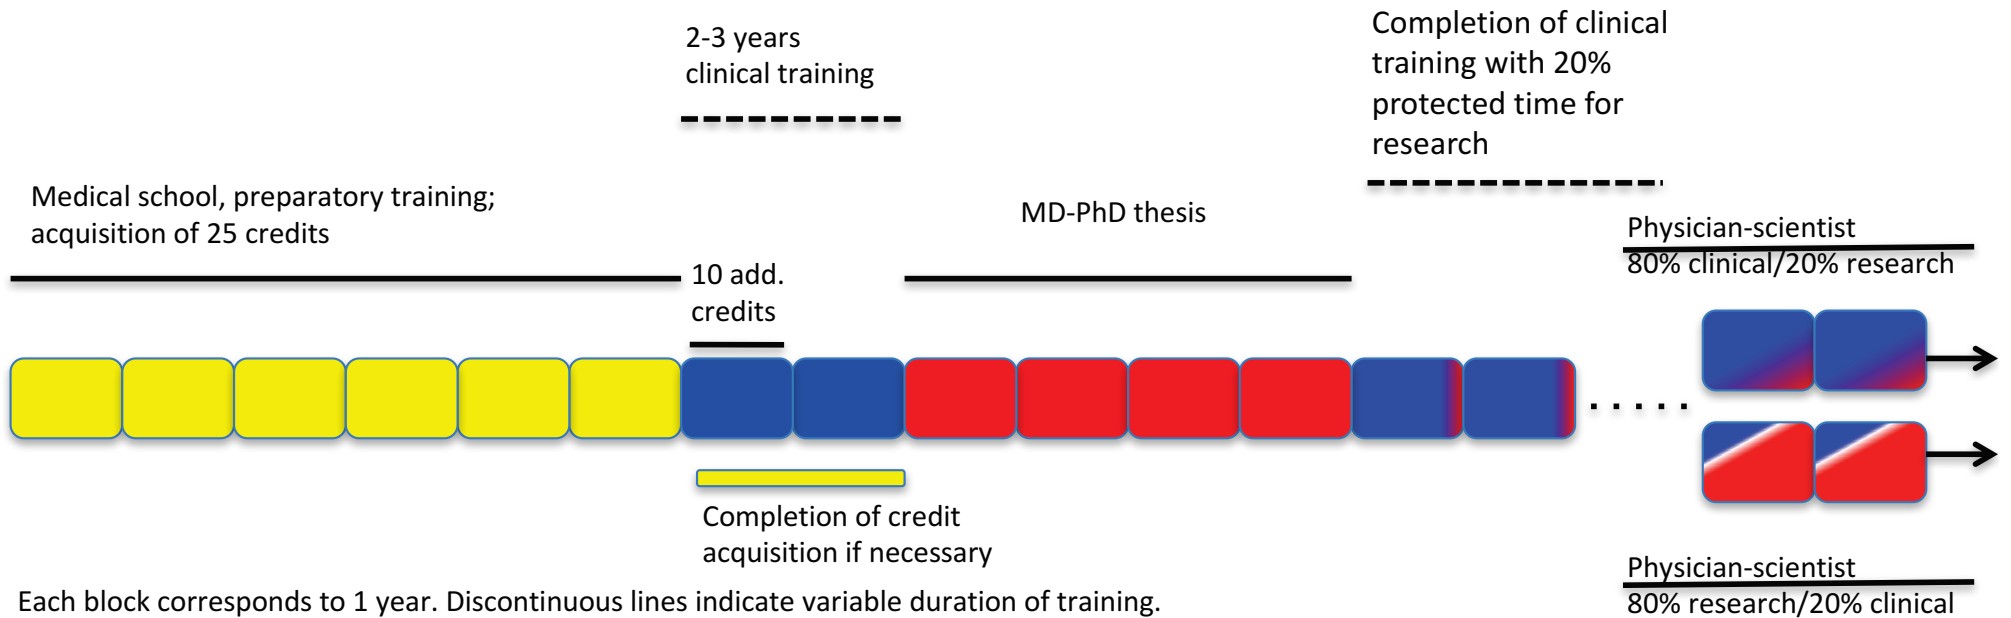 2-3 years
clinical training
Completion of clinical
training with 20%
protected time for
research
Medical school, preparatory training;
acquisition of 25 credits
MD-PhD thesis
10 add.
credits
Physician-scientist
80% clinical/20% research
Completion of credit
acquisition if necessary
Physician-scientist
80% research/20% clinical
Each block corresponds to 1 year. Discontinuous lines indicate variable duration of training.